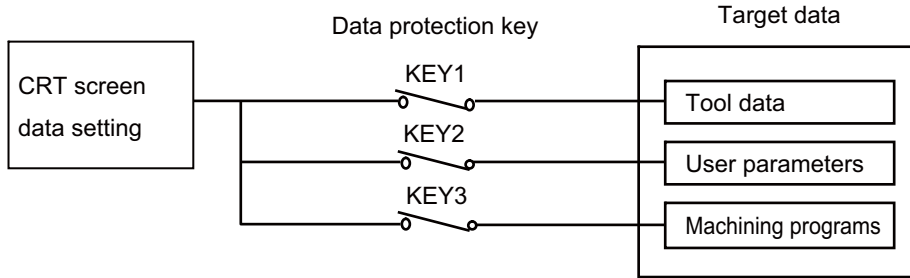 Data protection key
Target data
CRT screen
data setting
KEY1
Tool data
KEY2
User parameters
KEY3
Machining programs